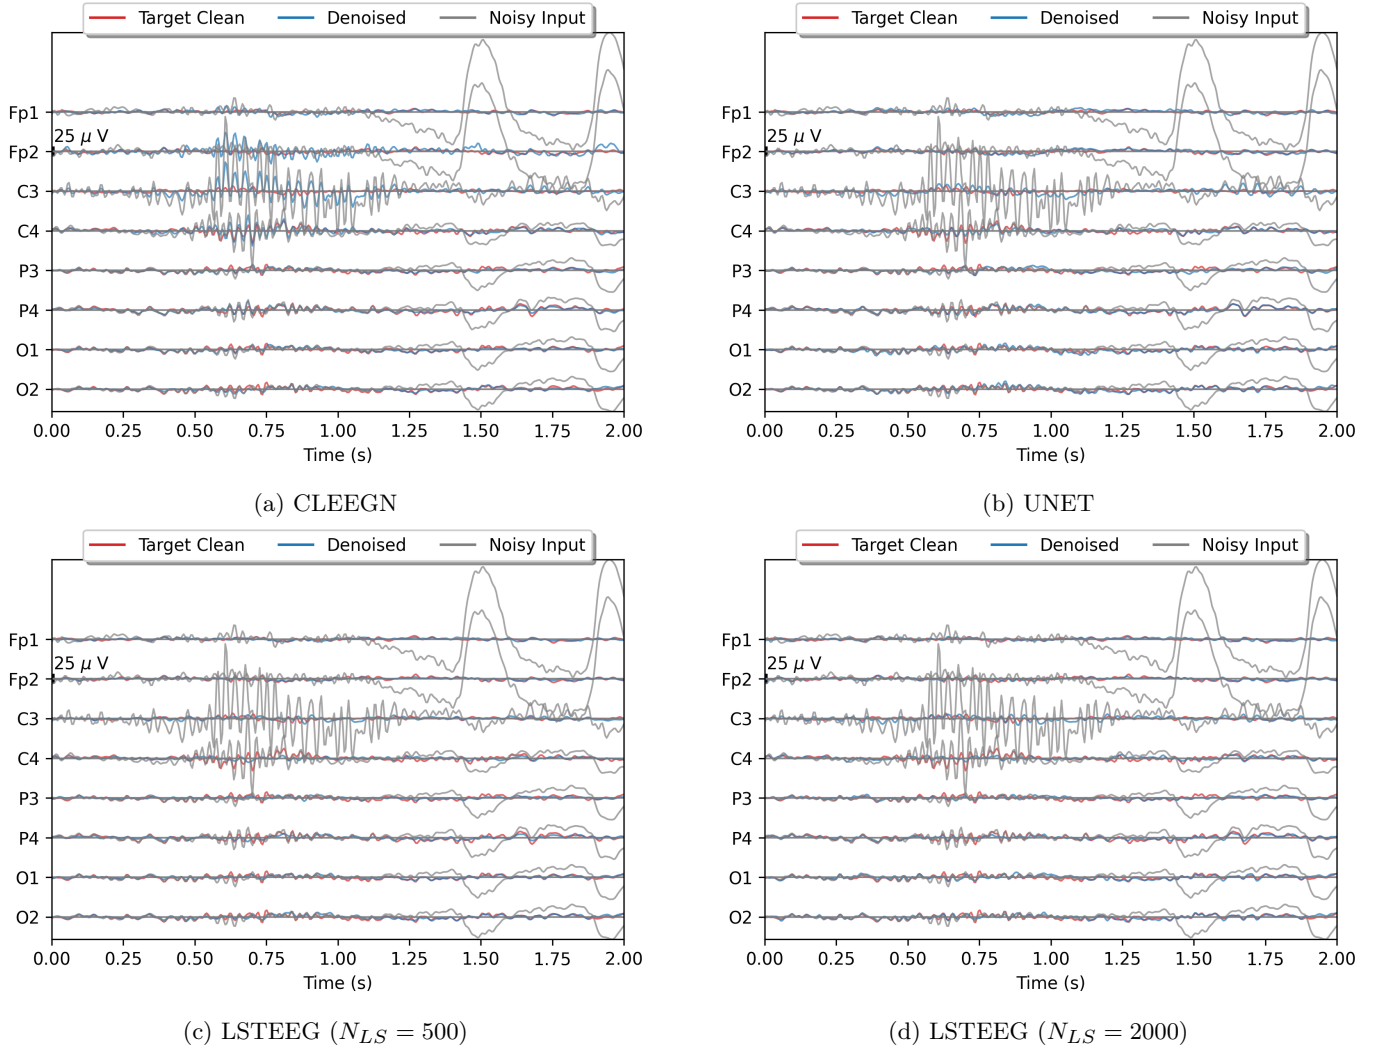 Target Clean Denoised Noisy Input
Fp1
25 μ V
Fp2
C3
C4
P3
P4
O1
O2
0.00 0.25 0.50 0.75 1.00 1.25 1.50 1.75 2.00
Time (s)
(a) CLEEGN
Target Clean Denoised Noisy Input
Fp1
25 μ V
Fp2
C3
C4
P3
P4
O1
O2
0.00 0.25 0.50 0.75 1.00 1.25 1.50 1.75 2.00
Time (s)
(b) UNET
Target Clean Denoised Noisy Input
Fp1
25 μ V
Fp2
C3
C4
P3
P4
O1
O2
0.00 0.25 0.50 0.75 1.00 1.25 1.50 1.75 2.00
Time (s)
(c) LSTEEG (N_LS = 500)
Target Clean Denoised Noisy Input
Fp1
25 μ V
Fp2
C3
C4
P3
P4
O1
O2
0.00 0.25 0.50 0.75 1.00 1.25 1.50 1.75 2.00
Time (s)
(d) LSTEEG (N_LS = 2000)